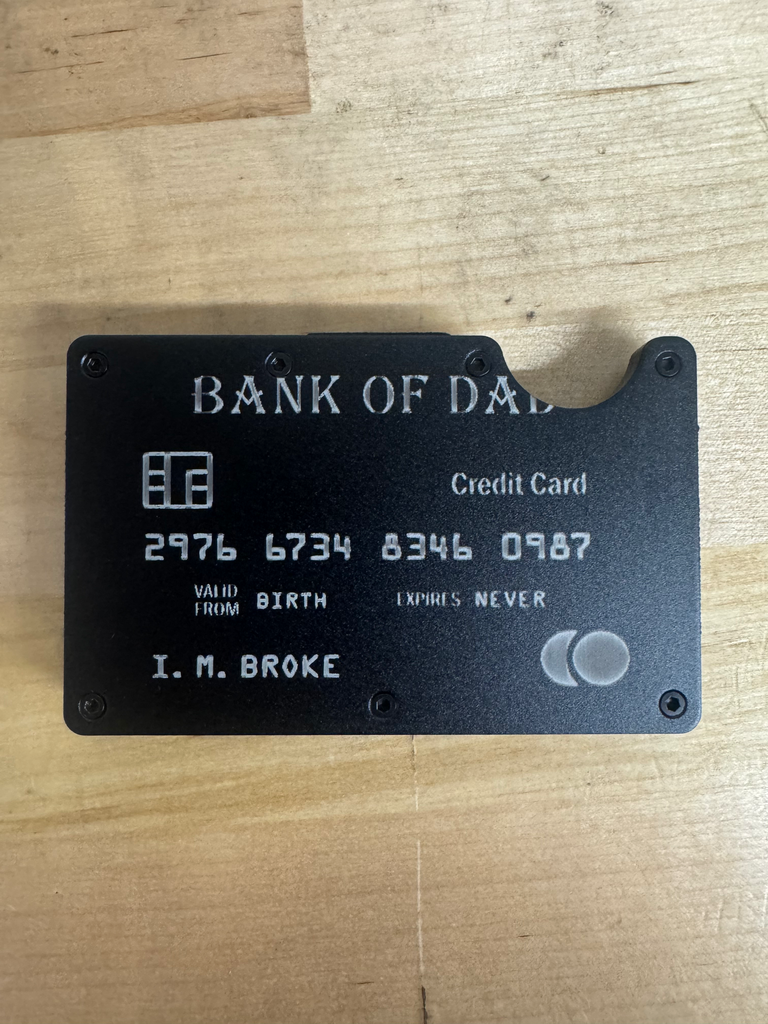 BANK OF DAD
Credit Card
2976 6734 8346 0987
VALID FROM BIRTH EXPIRES NEVER
I. M. BROKE